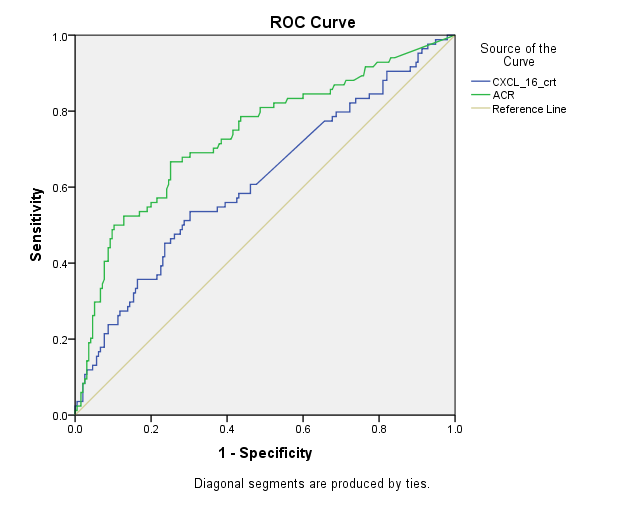 ROC Curve
Source of the
Curve
CXCL_16_crt
ACR
Reference Line
Sensitivity
1.0
0.8
0.6
0.4
0.2
0.0
0.0 0.2 0.4 0.6 0.8 1.0
1 - Specificity
Diagonal segments are produced by ties.